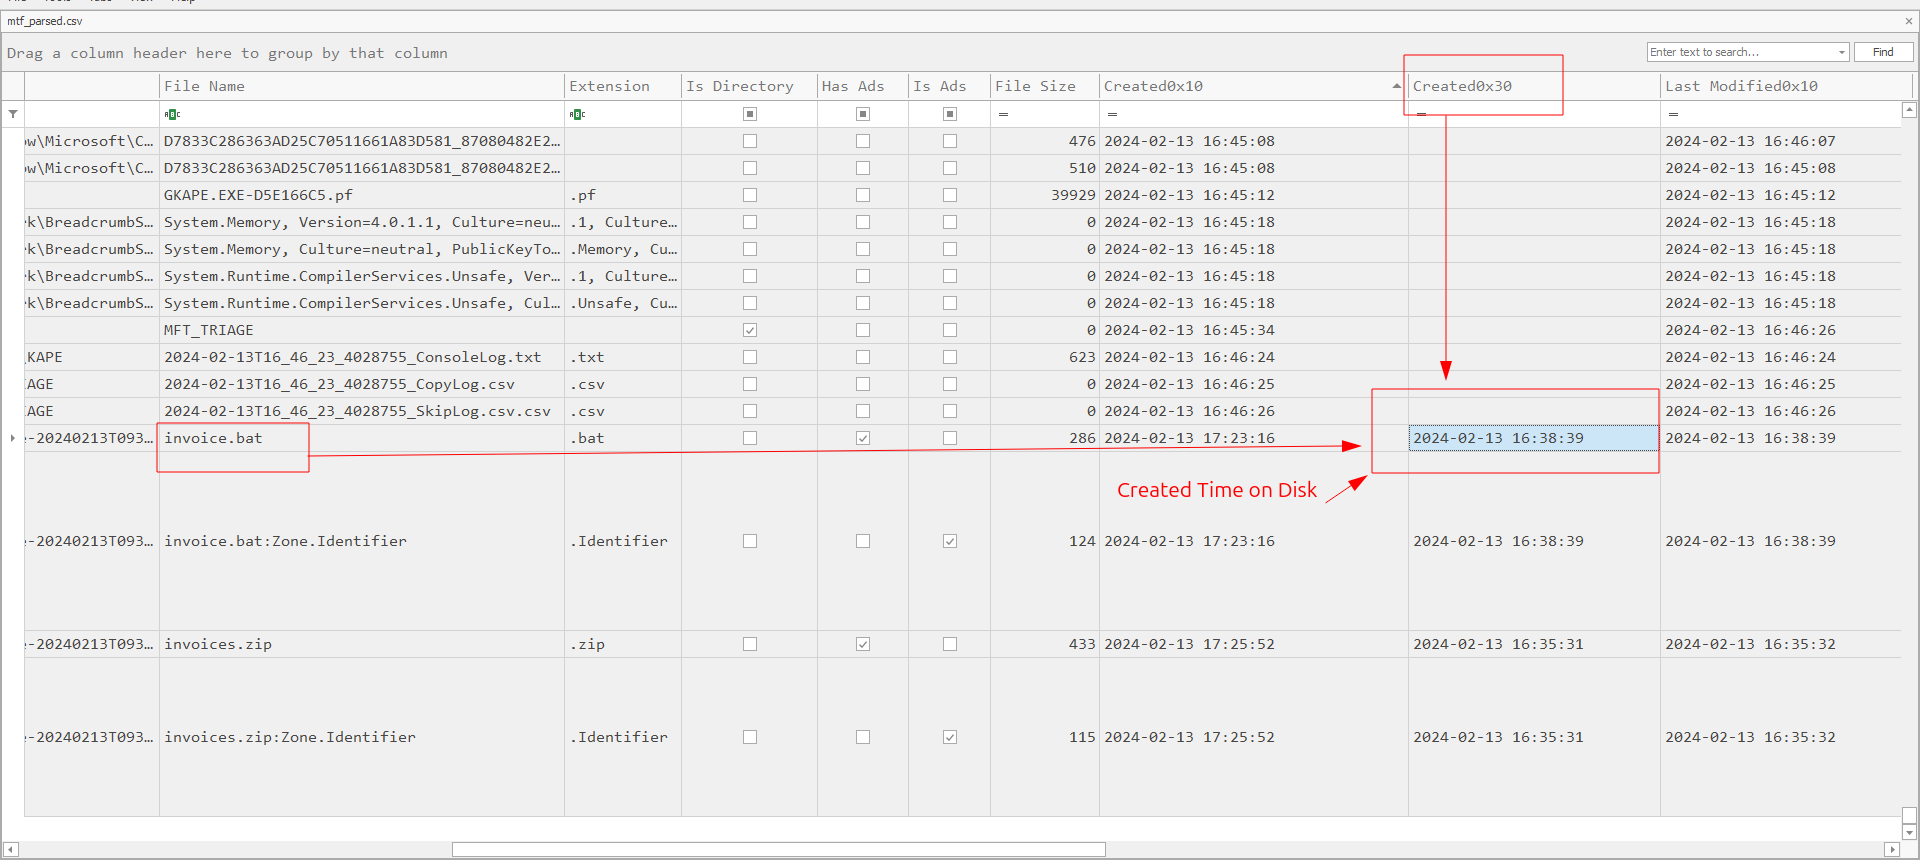 mtf_parsed.csv
Drag a column header here to group by that column
Enter text to search... Find
File Name Extension Is Directory Has Ads Is Ads File Size Created0x10 Created0x30 Last Modified0x10
= = = =
w\Microsoft\C... D7833C286363AD25C70511661A83D581_87080482E2... 476 2024-02-13 16:45:08 2024-02-13 16:46:07
w\Microsoft\C... D7833C286363AD25C70511661A83D581_87080482E2... 510 2024-02-13 16:45:08 2024-02-13 16:45:08
GKAPE.EXE-D5E166C5.pf .pf 39929 2024-02-13 16:45:12 2024-02-13 16:45:12
k\BreadcrumbS... System.Memory, Version=4.0.1.1, Culture=neu... .1, Culture... 0 2024-02-13 16:45:18 2024-02-13 16:45:18
k\BreadcrumbS... System.Memory, Culture=neutral, PublicKeyTo... .Memory, Cu... 0 2024-02-13 16:45:18 2024-02-13 16:45:18
k\BreadcrumbS... System.Runtime.CompilerServices.Unsafe, Ver... .1, Culture... 0 2024-02-13 16:45:18 2024-02-13 16:45:18
k\BreadcrumbS... System.Runtime.CompilerServices.Unsafe, Cul... .Unsafe, Cu... 0 2024-02-13 16:45:18 2024-02-13 16:45:18
MFT_TRIAGE 0 2024-02-13 16:45:34 2024-02-13 16:46:26
_KAPE 2024-02-13T16_46_23_4028755_ConsoleLog.txt .txt 623 2024-02-13 16:46:24 2024-02-13 16:46:24
AGE 2024-02-13T16_46_23_4028755_CopyLog.csv .csv 0 2024-02-13 16:46:25 2024-02-13 16:46:25
AGE 2024-02-13T16_46_23_4028755_SkipLog.csv.csv .csv 0 2024-02-13 16:46:26 2024-02-13 16:46:26
-20240213T093... invoice.bat .bat 286 2024-02-13 17:23:16 2024-02-13 16:38:39 2024-02-13 16:38:39
Created Time on Disk
-20240213T093... invoice.bat:Zone.Identifier .Identifier 124 2024-02-13 17:23:16 2024-02-13 16:38:39 2024-02-13 16:38:39
-20240213T093... invoices.zip .zip 433 2024-02-13 17:25:52 2024-02-13 16:35:31 2024-02-13 16:35:32
-20240213T093... invoices.zip:Zone.Identifier .Identifier 115 2024-02-13 17:25:52 2024-02-13 16:35:31 2024-02-13 16:35:32